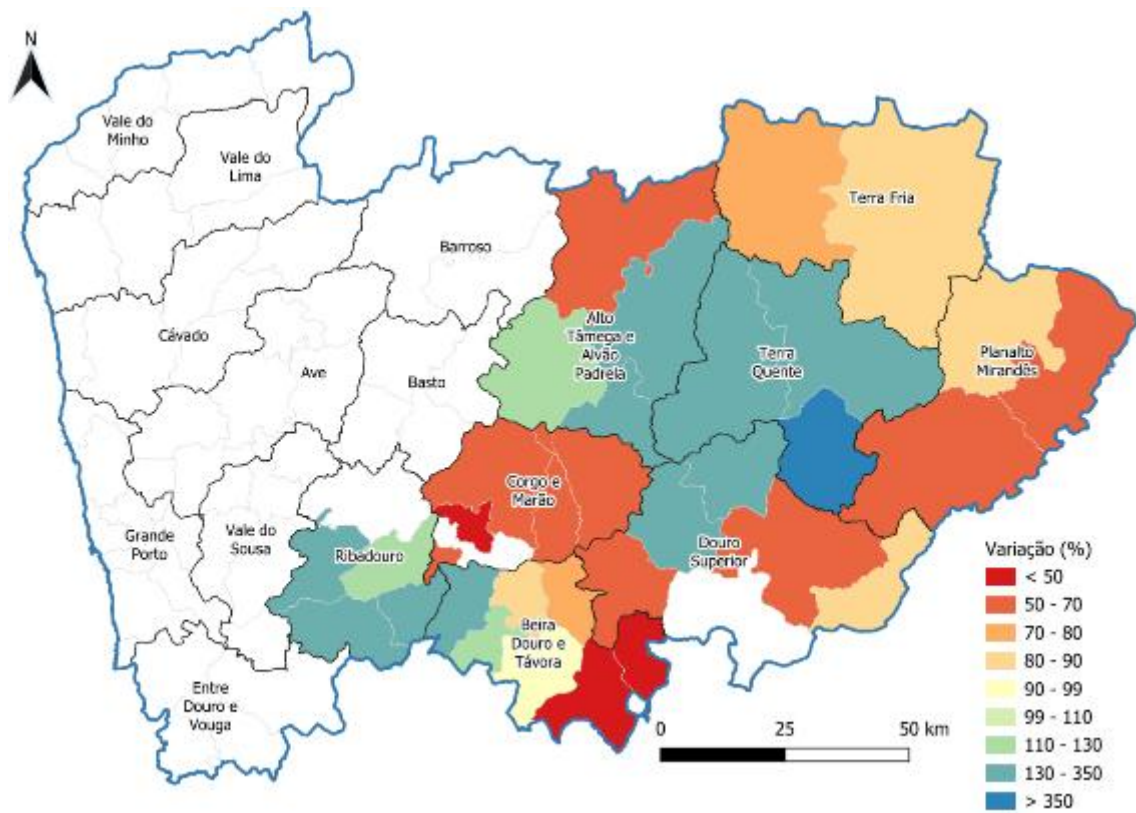 N
Vale do
Minho
Vale do
Lima
Terra Fria
Barroso
Cávado
Alto
Tâmega e
Alvão
Padrela
Terra
Quente
Planalto
Mirandês
Ave
Basto
Corgo e
Marão
Grande
Porto
Vale do
Sousa
Ribadouro
Douro
Superior
Beira
Douro e
Távora
Entre
Douro e
Vouga
0 25 50 km
Variação (%)
< 50
50 - 70
70 - 80
80 - 90
90 - 99
99 - 110
110 - 130
130 - 350
> 350